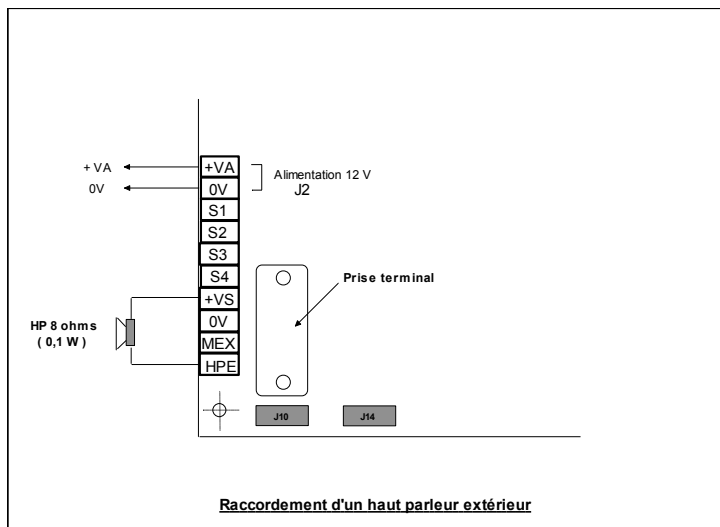 + VA
0V
+VA
0V
S1
S2
S3
S4
+VS
0V
MEX
HPE
Alimentation 12 V
J2
Prise terminal
HP 8 ohms
( 0,1 W )
J10
J14
Raccordement d'un haut parleur extérieur